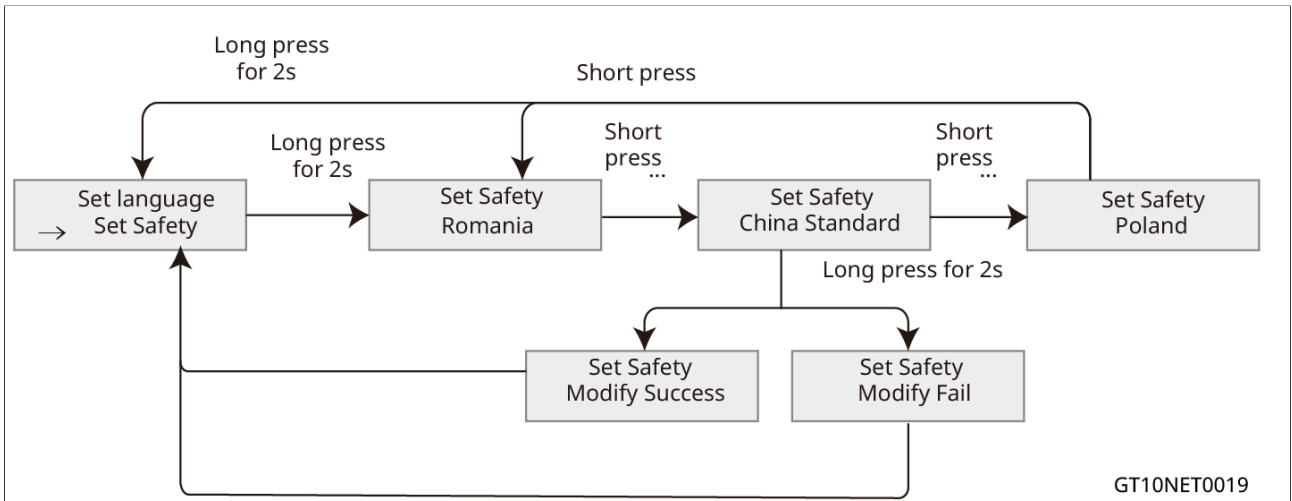 Long press
for 2s
Short press
Long press
for 2s
Short
press
...
Short
press
...
Set language
→ Set Safety
Set Safety
Romania
Set Safety
China Standard
Set Safety
Poland
Long press for 2s
Set Safety
Modify Success
Set Safety
Modify Fail
GT10NET0019